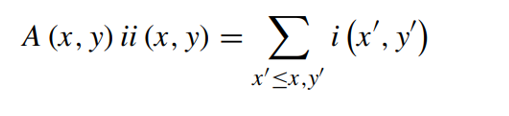 A (x, y) ii (x, y) = ∑ i (x′, y′)
x′≤x,y′